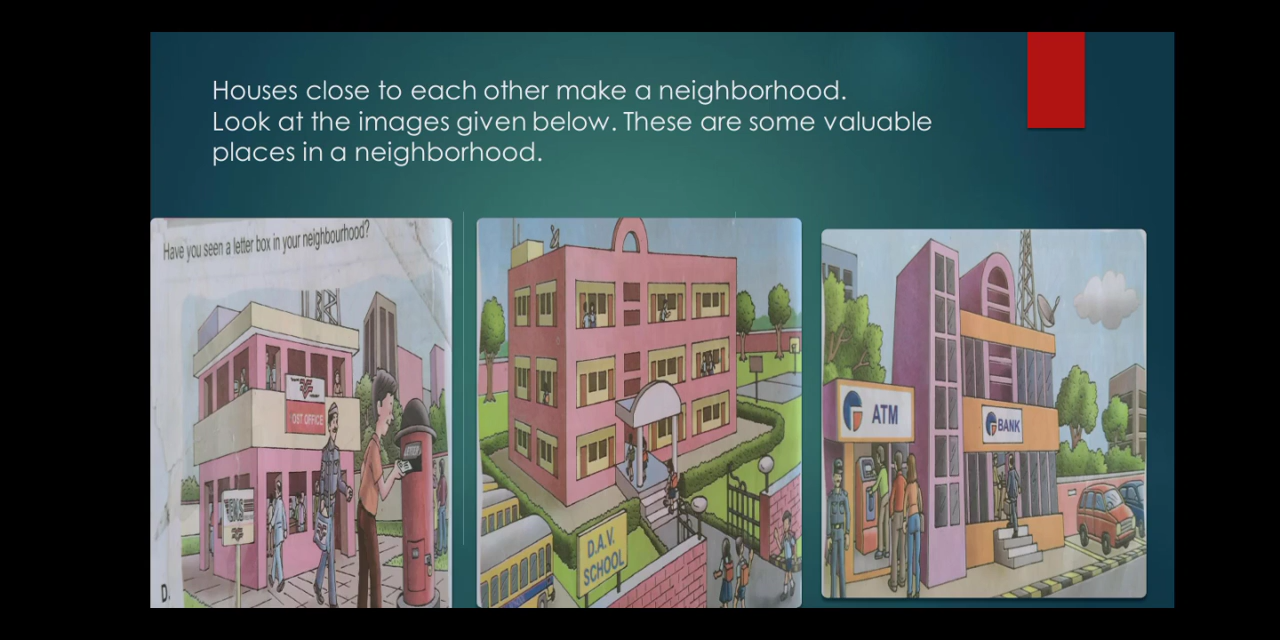 Houses close to each other make a neighborhood.
Look at the images given below. These are some valuable
places in a neighborhood.
Have you seen a letter box in your neighbourhood?
OST OFFICE
LETTER
D.
D.A.V.
SCHOOL
ATM
BANK